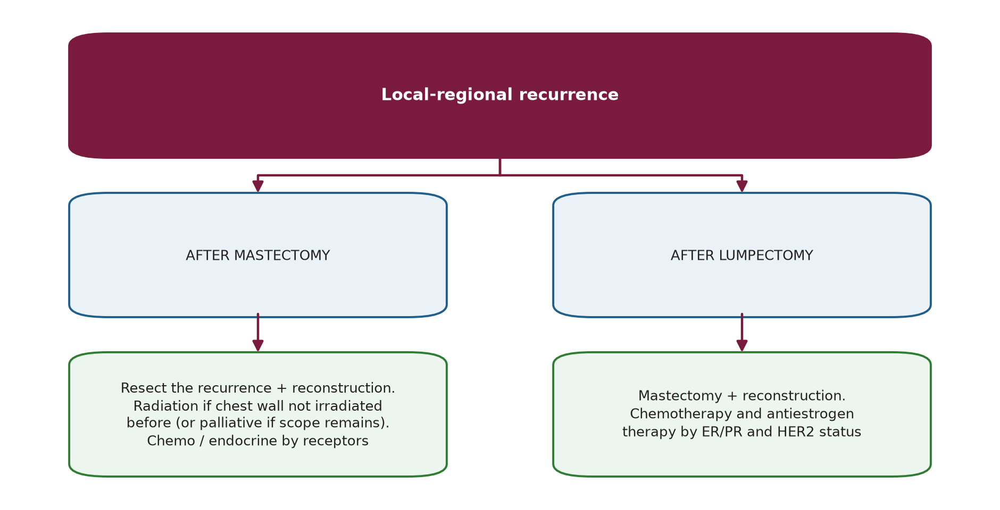 Local-regional recurrence
AFTER MASTECTOMY
AFTER LUMPECTOMY
Resect the recurrence + reconstruction.
Radiation if chest wall not irradiated
before (or palliative if scope remains).
Chemo / endocrine by receptors
Mastectomy + reconstruction.
Chemotherapy and antiestrogen
therapy by ER/PR and HER2 status